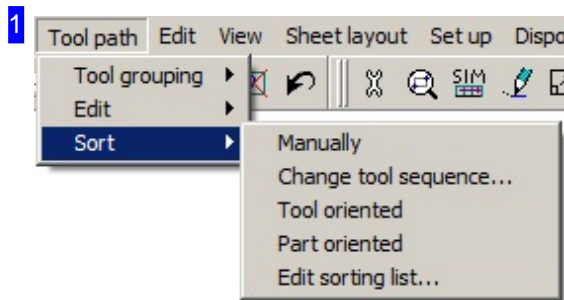 1
Tool path Edit View Sheet layout Set up Dispo
Tool grouping
SIM
Edit
Sort
Manually
Change tool sequence...
Tool oriented
Part oriented
Edit sorting list...